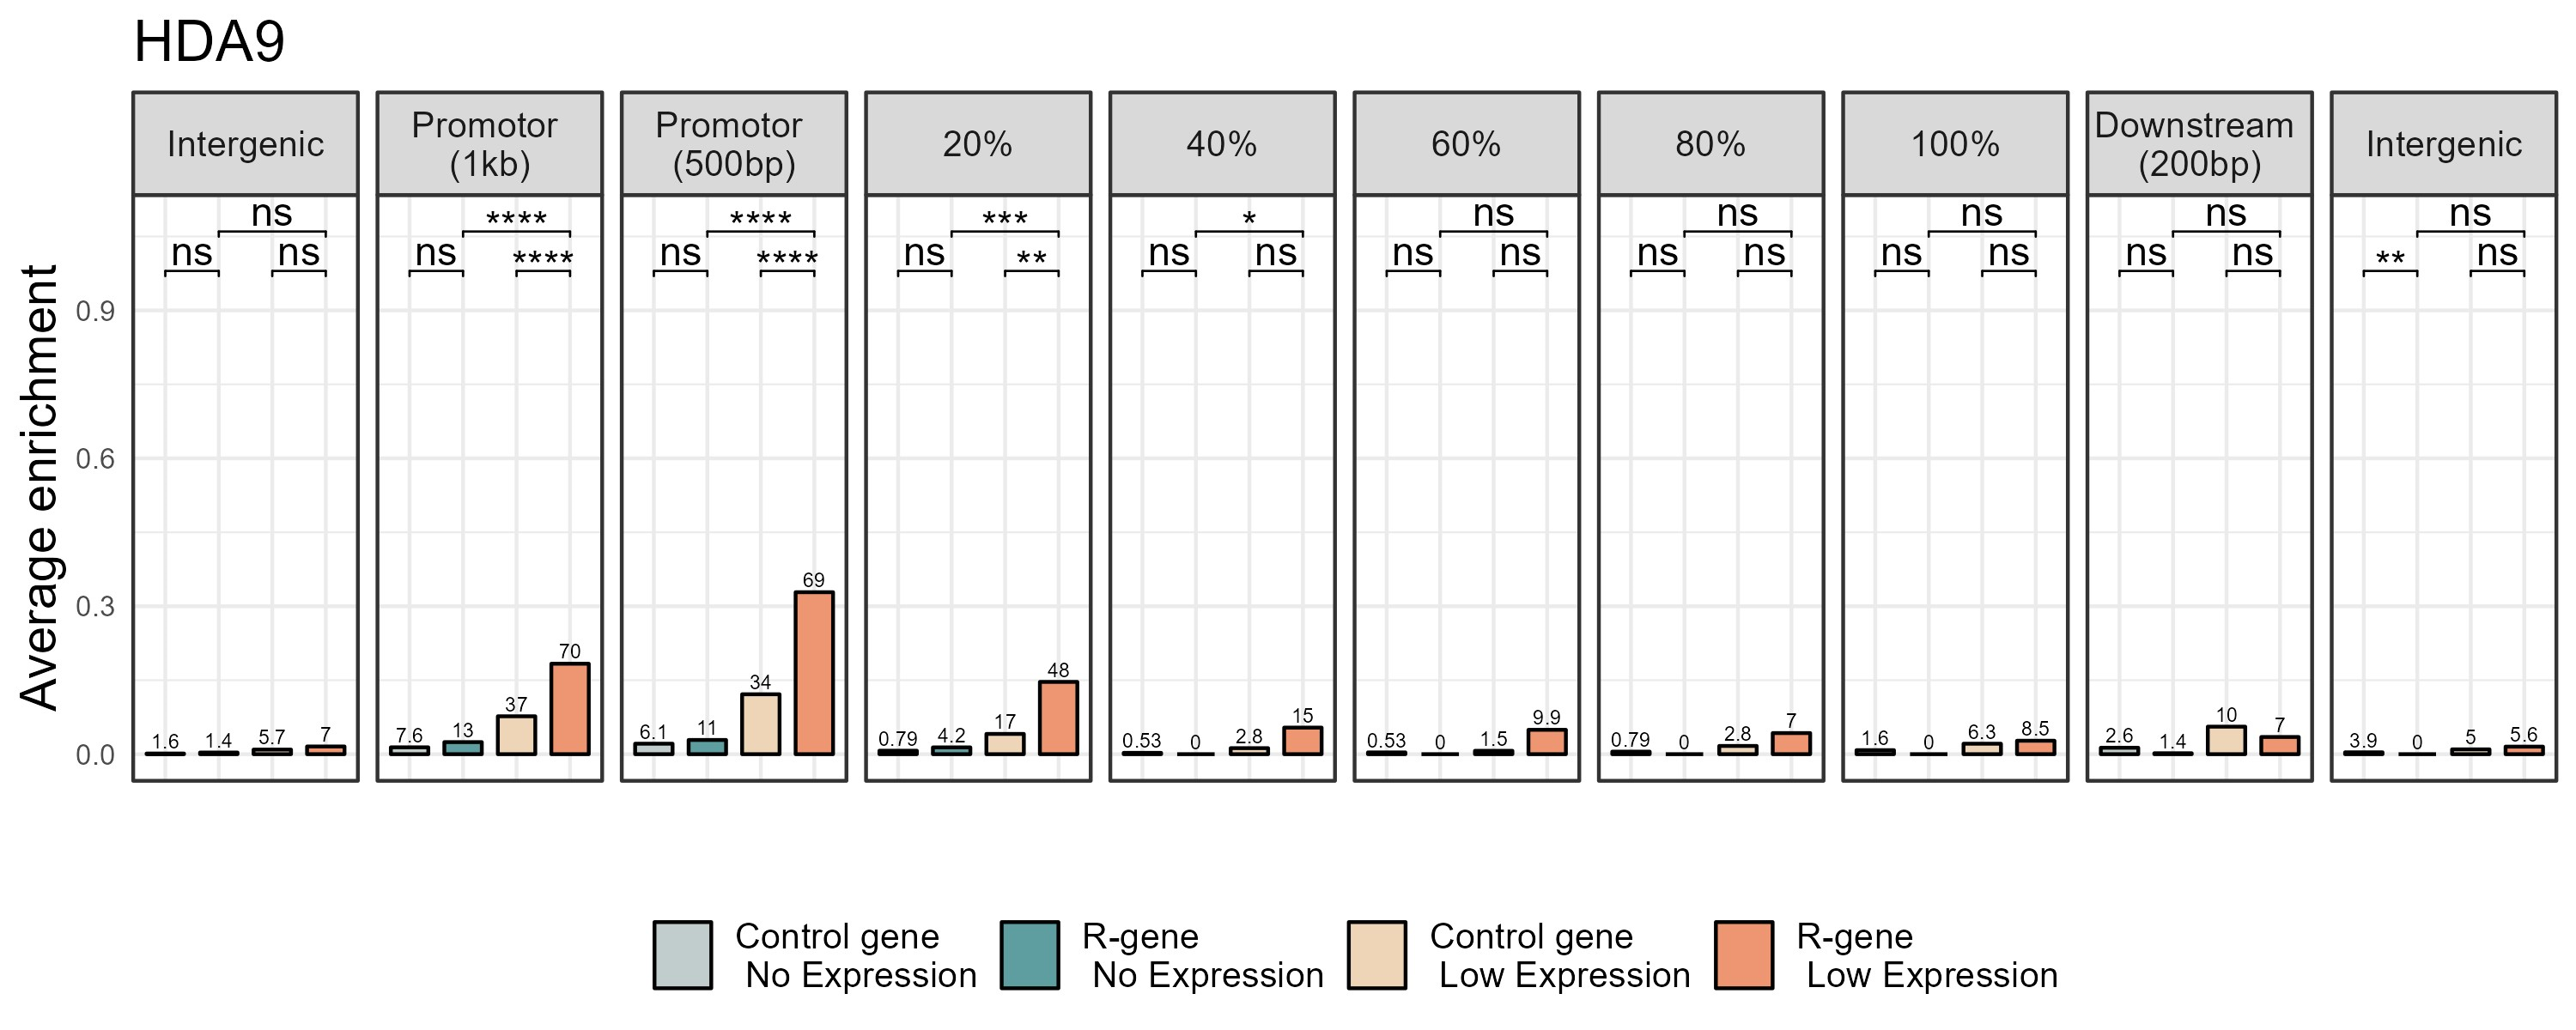 HDA9
Intergenic
Promotor
(1kb)
Promotor
(500bp)
20%
40%
60%
80%
100%
Downstream
(200bp)
Intergenic
ns
ns ns
****
ns ****
****
ns ****
***
ns **
*
ns ns
ns
ns ns
ns
ns ns
ns
ns ns
ns
ns ns
ns
** ns
Average enrichment
0.9
0.6
0.3
0.0
1.6 1.4 5.7 7
7.6 13 37 70
6.1 11 34 69
0.79 4.2 17 48
0.53 0 2.8 15
0.53 0 1.5 9.9
0.79 0 2.8 7
1.6 0 6.3 8.5
2.6 1.4 10 7
3.9 0 5 5.6
Control gene
No Expression
R-gene
No Expression
Control gene
Low Expression
R-gene
Low Expression